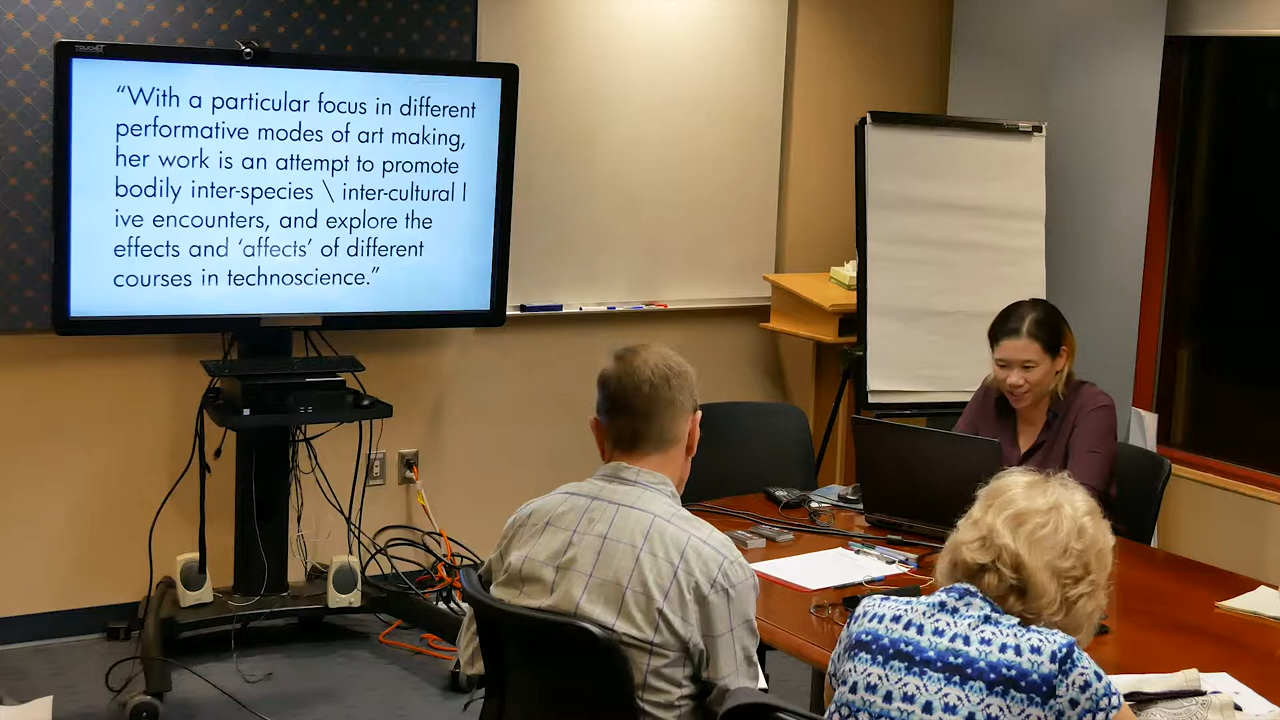 TOUCHIT
“With a particular focus in different
performative modes of art making,
her work is an attempt to promote
bodily inter-species \ inter-cultural l
ive encounters, and explore the
effects and ‘affects’ of different
courses in technoscience.”